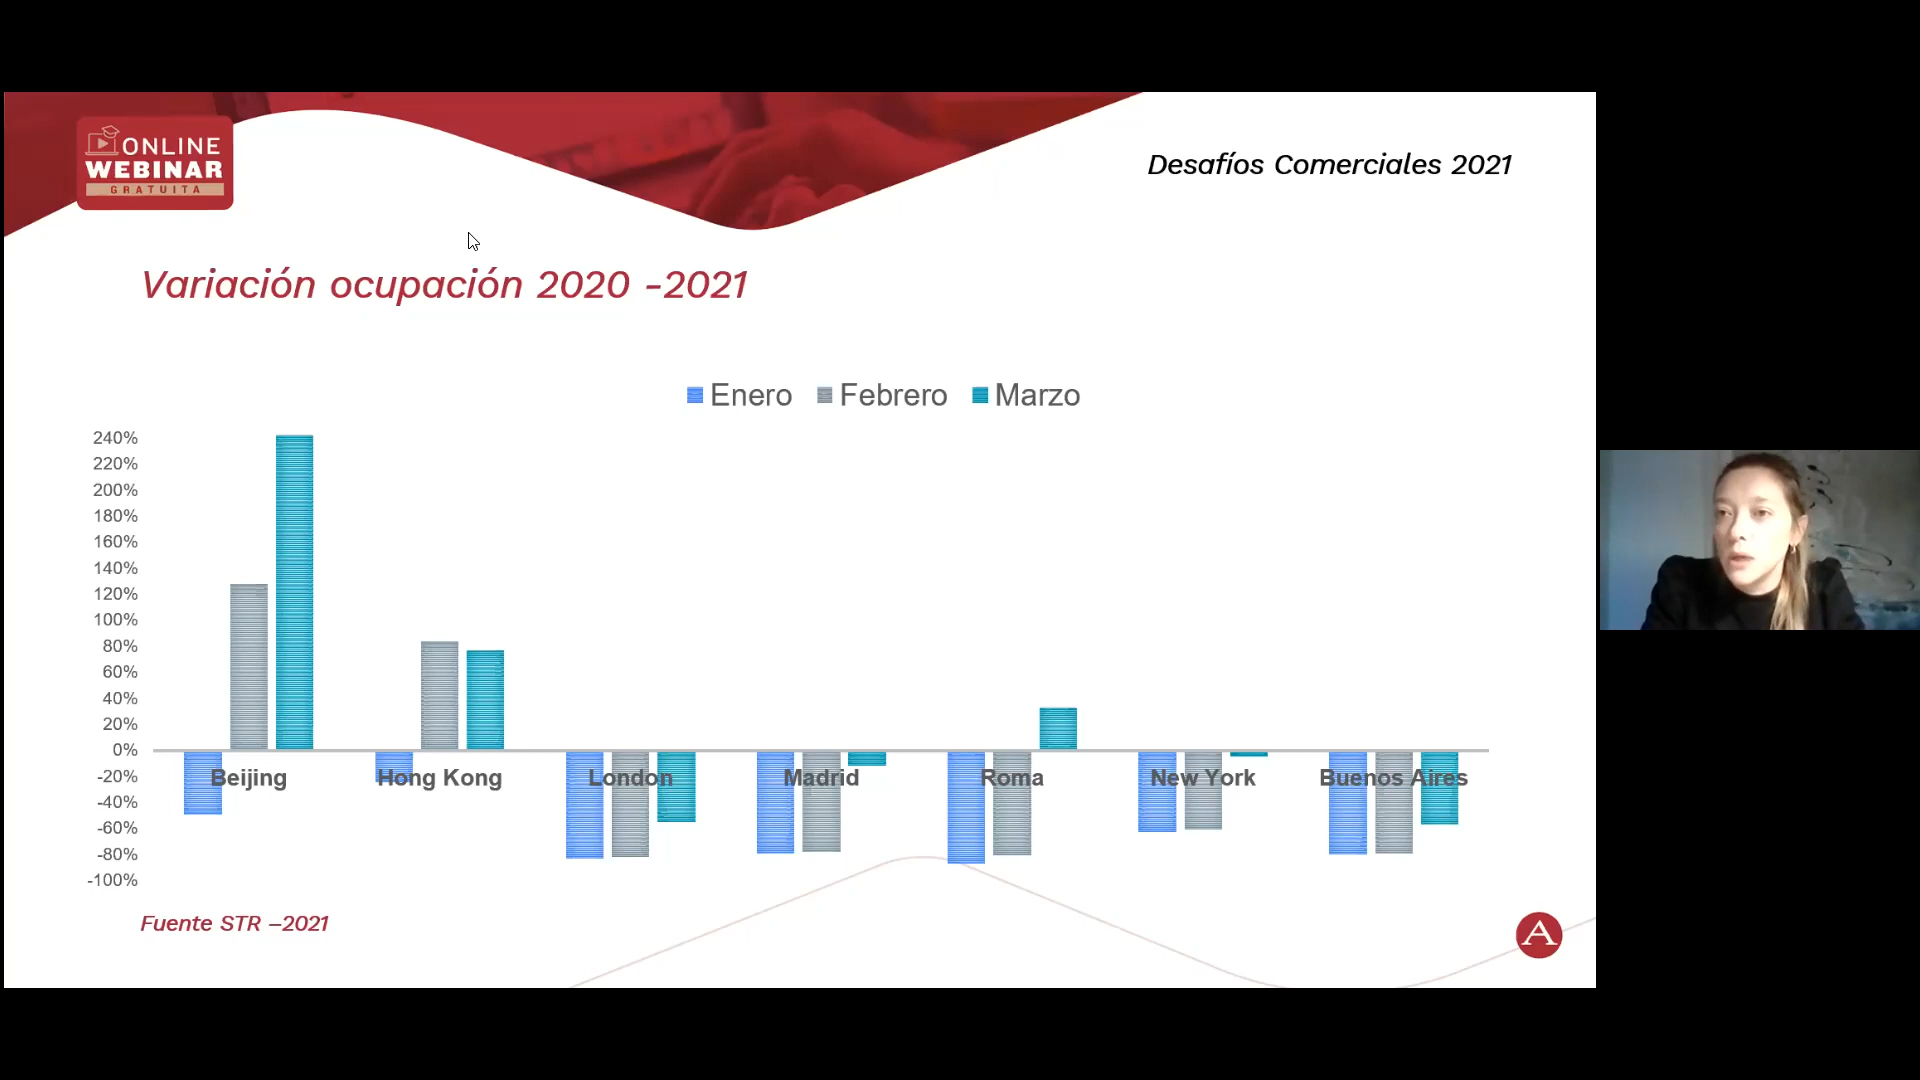 ONLINE
WEBINAR
GRATUITA
Desafíos Comerciales 2021
Variación ocupación 2020 -2021
Enero Febrero Marzo
240%
220%
200%
180%
160%
140%
120%
100%
80%
60%
40%
20%
0%
-20%
-40%
-60%
-80%
-100%
Beijing Hong Kong London Madrid Roma New York Buenos Aires
Fuente STR –2021
A